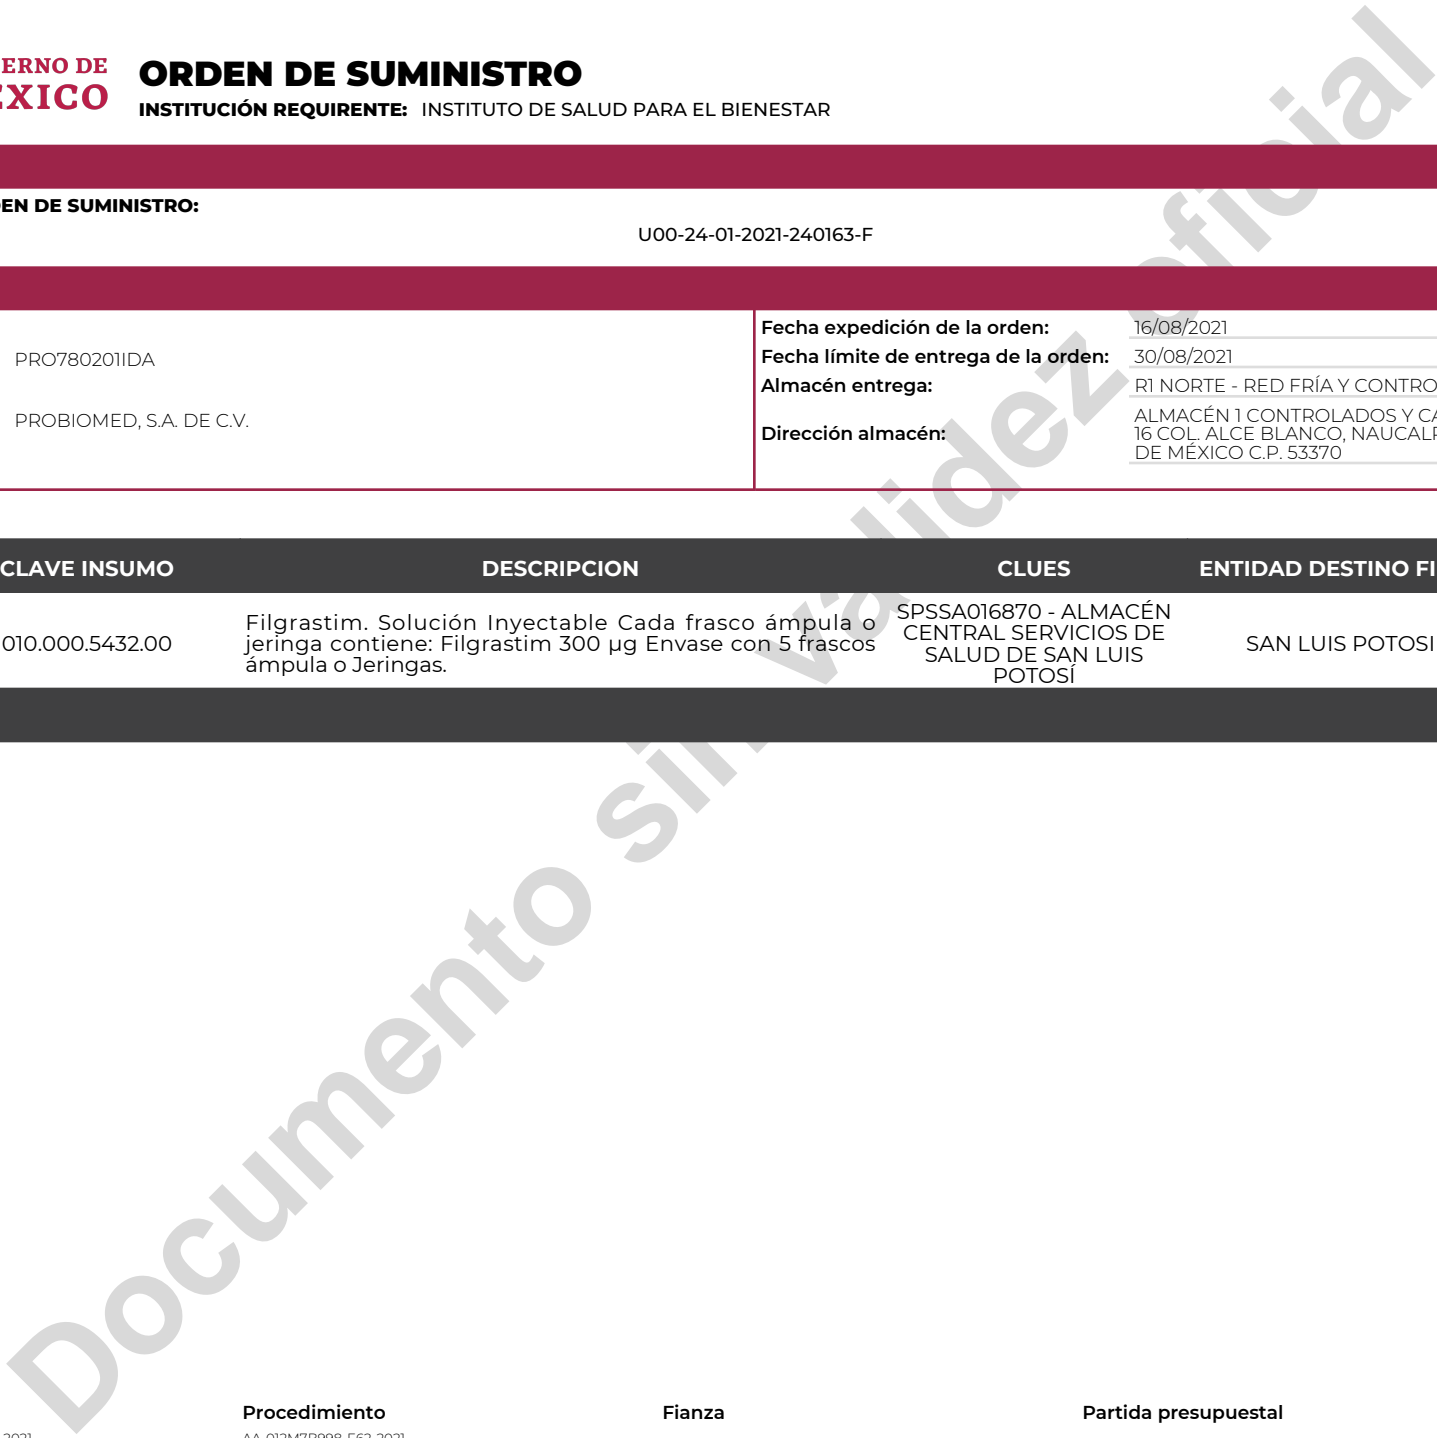 ERNO DE
ÉXICO
ORDEN DE SUMINISTRO
INSTITUCIÓN REQUIRENTE: INSTITUTO DE SALUD PARA EL BIENESTAR
EN DE SUMINISTRO:
U00-24-01-2021-240163-F
PRO780201IDA
PROBIOMED, S.A. DE C.V.
Fecha expedición de la orden: 16/08/2021
Fecha límite de entrega de la orden: 30/08/2021
Almacén entrega: R1 NORTE - RED FRÍA Y CONTRO
Dirección almacén:
ALMACÉN 1 CONTROLADOS Y CA
16 COL. ALCE BLANCO, NAUCALP
DE MÉXICO C.P. 53370
CLAVE INSUMO DESCRIPCION CLUES ENTIDAD DESTINO FI
010.000.5432.00
Filgrastim. Solución Inyectable Cada frasco ámpula o
jeringa contiene: Filgrastim 300 µg Envase con 5 frascos
ámpula o Jeringas.
SPSSA016870 - ALMACÉN
CENTRAL SERVICIOS DE
SALUD DE SAN LUIS
POTOSÍ
SAN LUIS POTOSI
Documento sin validez oficial
Procedimiento Fianza Partida presupuestal